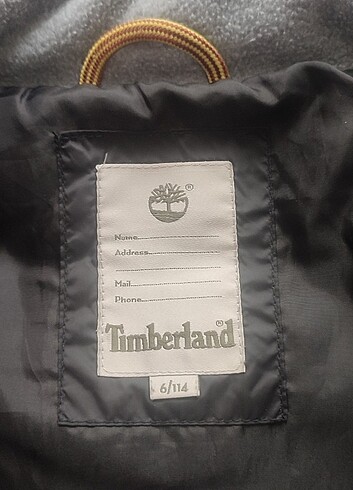 ®
Name
Address
Mail
Phone
Timberland®
6/114